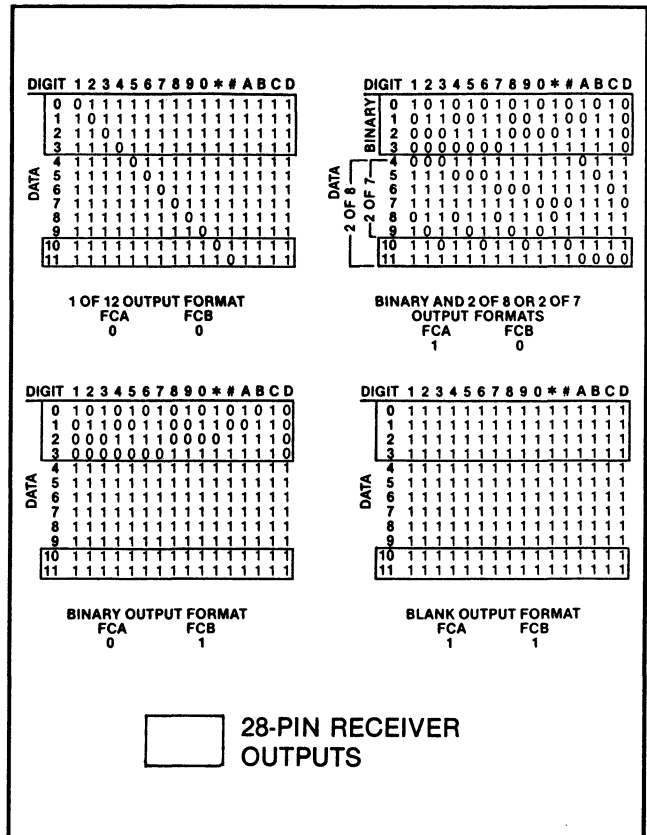 DIGIT 1 2 3 4 5 6 7 8 9 0 * # A B C D
0 0 1 1 1 1 1 1 1 1 1 1 1 1 1 1 1
1 1 0 1 1 1 1 1 1 1 1 1 1 1 1 1 1
2 1 1 0 1 1 1 1 1 1 1 1 1 1 1 1 1
3 1 1 1 0 1 1 1 1 1 1 1 1 1 1 1 1
4 1 1 1 1 0 1 1 1 1 1 1 1 1 1 1 1
5 1 1 1 1 1 0 1 1 1 1 1 1 1 1 1 1
6 1 1 1 1 1 1 0 1 1 1 1 1 1 1 1 1
7 1 1 1 1 1 1 1 0 1 1 1 1 1 1 1 1
8 1 1 1 1 1 1 1 1 0 1 1 1 1 1 1 1
9 1 1 1 1 1 1 1 1 1 0 1 1 1 1 1 1
10 1 1 1 1 1 1 1 1 1 1 0 1 1 1 1 1
11 1 1 1 1 1 1 1 1 1 1 1 0 1 1 1 1
DATA
1 OF 12 OUTPUT FORMAT
FCA FCB
0 0
DIGIT 1 2 3 4 5 6 7 8 9 0 * # A B C D
0 1 0 1 0 1 0 1 0 1 0 1 0 1 0 1 0
1 0 1 1 0 0 1 1 0 0 1 1 0 0 1 1 0
2 0 0 0 1 1 1 1 0 0 0 0 1 1 1 1 0
3 0 0 0 0 0 0 0 1 1 1 1 1 1 1 1 0
4 0 0 0 1 1 1 1 1 1 1 1 1 0 1 1 1
5 1 1 1 0 0 0 1 1 1 1 1 1 1 0 1 1
6 1 1 1 1 1 1 0 0 0 1 1 1 1 1 0 1
7 1 1 1 1 1 1 1 1 1 0 0 0 1 1 1 0
8 0 1 1 0 1 1 0 1 1 1 0 1 1 1 1 1
9 1 0 1 1 0 1 1 0 1 0 1 1 1 1 1 1
10 1 1 0 1 1 0 1 1 0 1 1 0 1 1 1 1
11 1 1 1 1 1 1 1 1 1 1 1 1 0 0 0 0
BINARY
DATA
2 OF 8
2 OF 7
BINARY AND 2 OF 8 OR 2 OF 7
OUTPUT FORMATS
FCA FCB
1 0
DIGIT 1 2 3 4 5 6 7 8 9 0 * # A B C D
0 1 0 1 0 1 0 1 0 1 0 1 0 1 0 1 0
1 0 1 1 0 0 1 1 0 0 1 1 0 0 1 1 0
2 0 0 0 1 1 1 1 0 0 0 0 1 1 1 1 0
3 0 0 0 0 0 0 0 1 1 1 1 1 1 1 1 0
4 1 1 1 1 1 1 1 1 1 1 1 1 1 1 1 1
5 1 1 1 1 1 1 1 1 1 1 1 1 1 1 1 1
6 1 1 1 1 1 1 1 1 1 1 1 1 1 1 1 1
7 1 1 1 1 1 1 1 1 1 1 1 1 1 1 1 1
8 1 1 1 1 1 1 1 1 1 1 1 1 1 1 1 1
9 1 1 1 1 1 1 1 1 1 1 1 1 1 1 1 1
10 1 1 1 1 1 1 1 1 1 1 1 1 1 1 1 1
11 1 1 1 1 1 1 1 1 1 1 1 1 1 1 1 1
DATA
BINARY OUTPUT FORMAT
FCA FCB
0 1
DIGIT 1 2 3 4 5 6 7 8 9 0 * # A B C D
0 1 1 1 1 1 1 1 1 1 1 1 1 1 1 1 1
1 1 1 1 1 1 1 1 1 1 1 1 1 1 1 1 1
2 1 1 1 1 1 1 1 1 1 1 1 1 1 1 1 1
3 1 1 1 1 1 1 1 1 1 1 1 1 1 1 1 1
4 1 1 1 1 1 1 1 1 1 1 1 1 1 1 1 1
5 1 1 1 1 1 1 1 1 1 1 1 1 1 1 1 1
6 1 1 1 1 1 1 1 1 1 1 1 1 1 1 1 1
7 1 1 1 1 1 1 1 1 1 1 1 1 1 1 1 1
8 1 1 1 1 1 1 1 1 1 1 1 1 1 1 1 1
9 1 1 1 1 1 1 1 1 1 1 1 1 1 1 1 1
10 1 1 1 1 1 1 1 1 1 1 1 1 1 1 1 1
11 1 1 1 1 1 1 1 1 1 1 1 1 1 1 1 1
DATA
BLANK OUTPUT FORMAT
FCA FCB
1 1
28-PIN RECEIVER
OUTPUTS